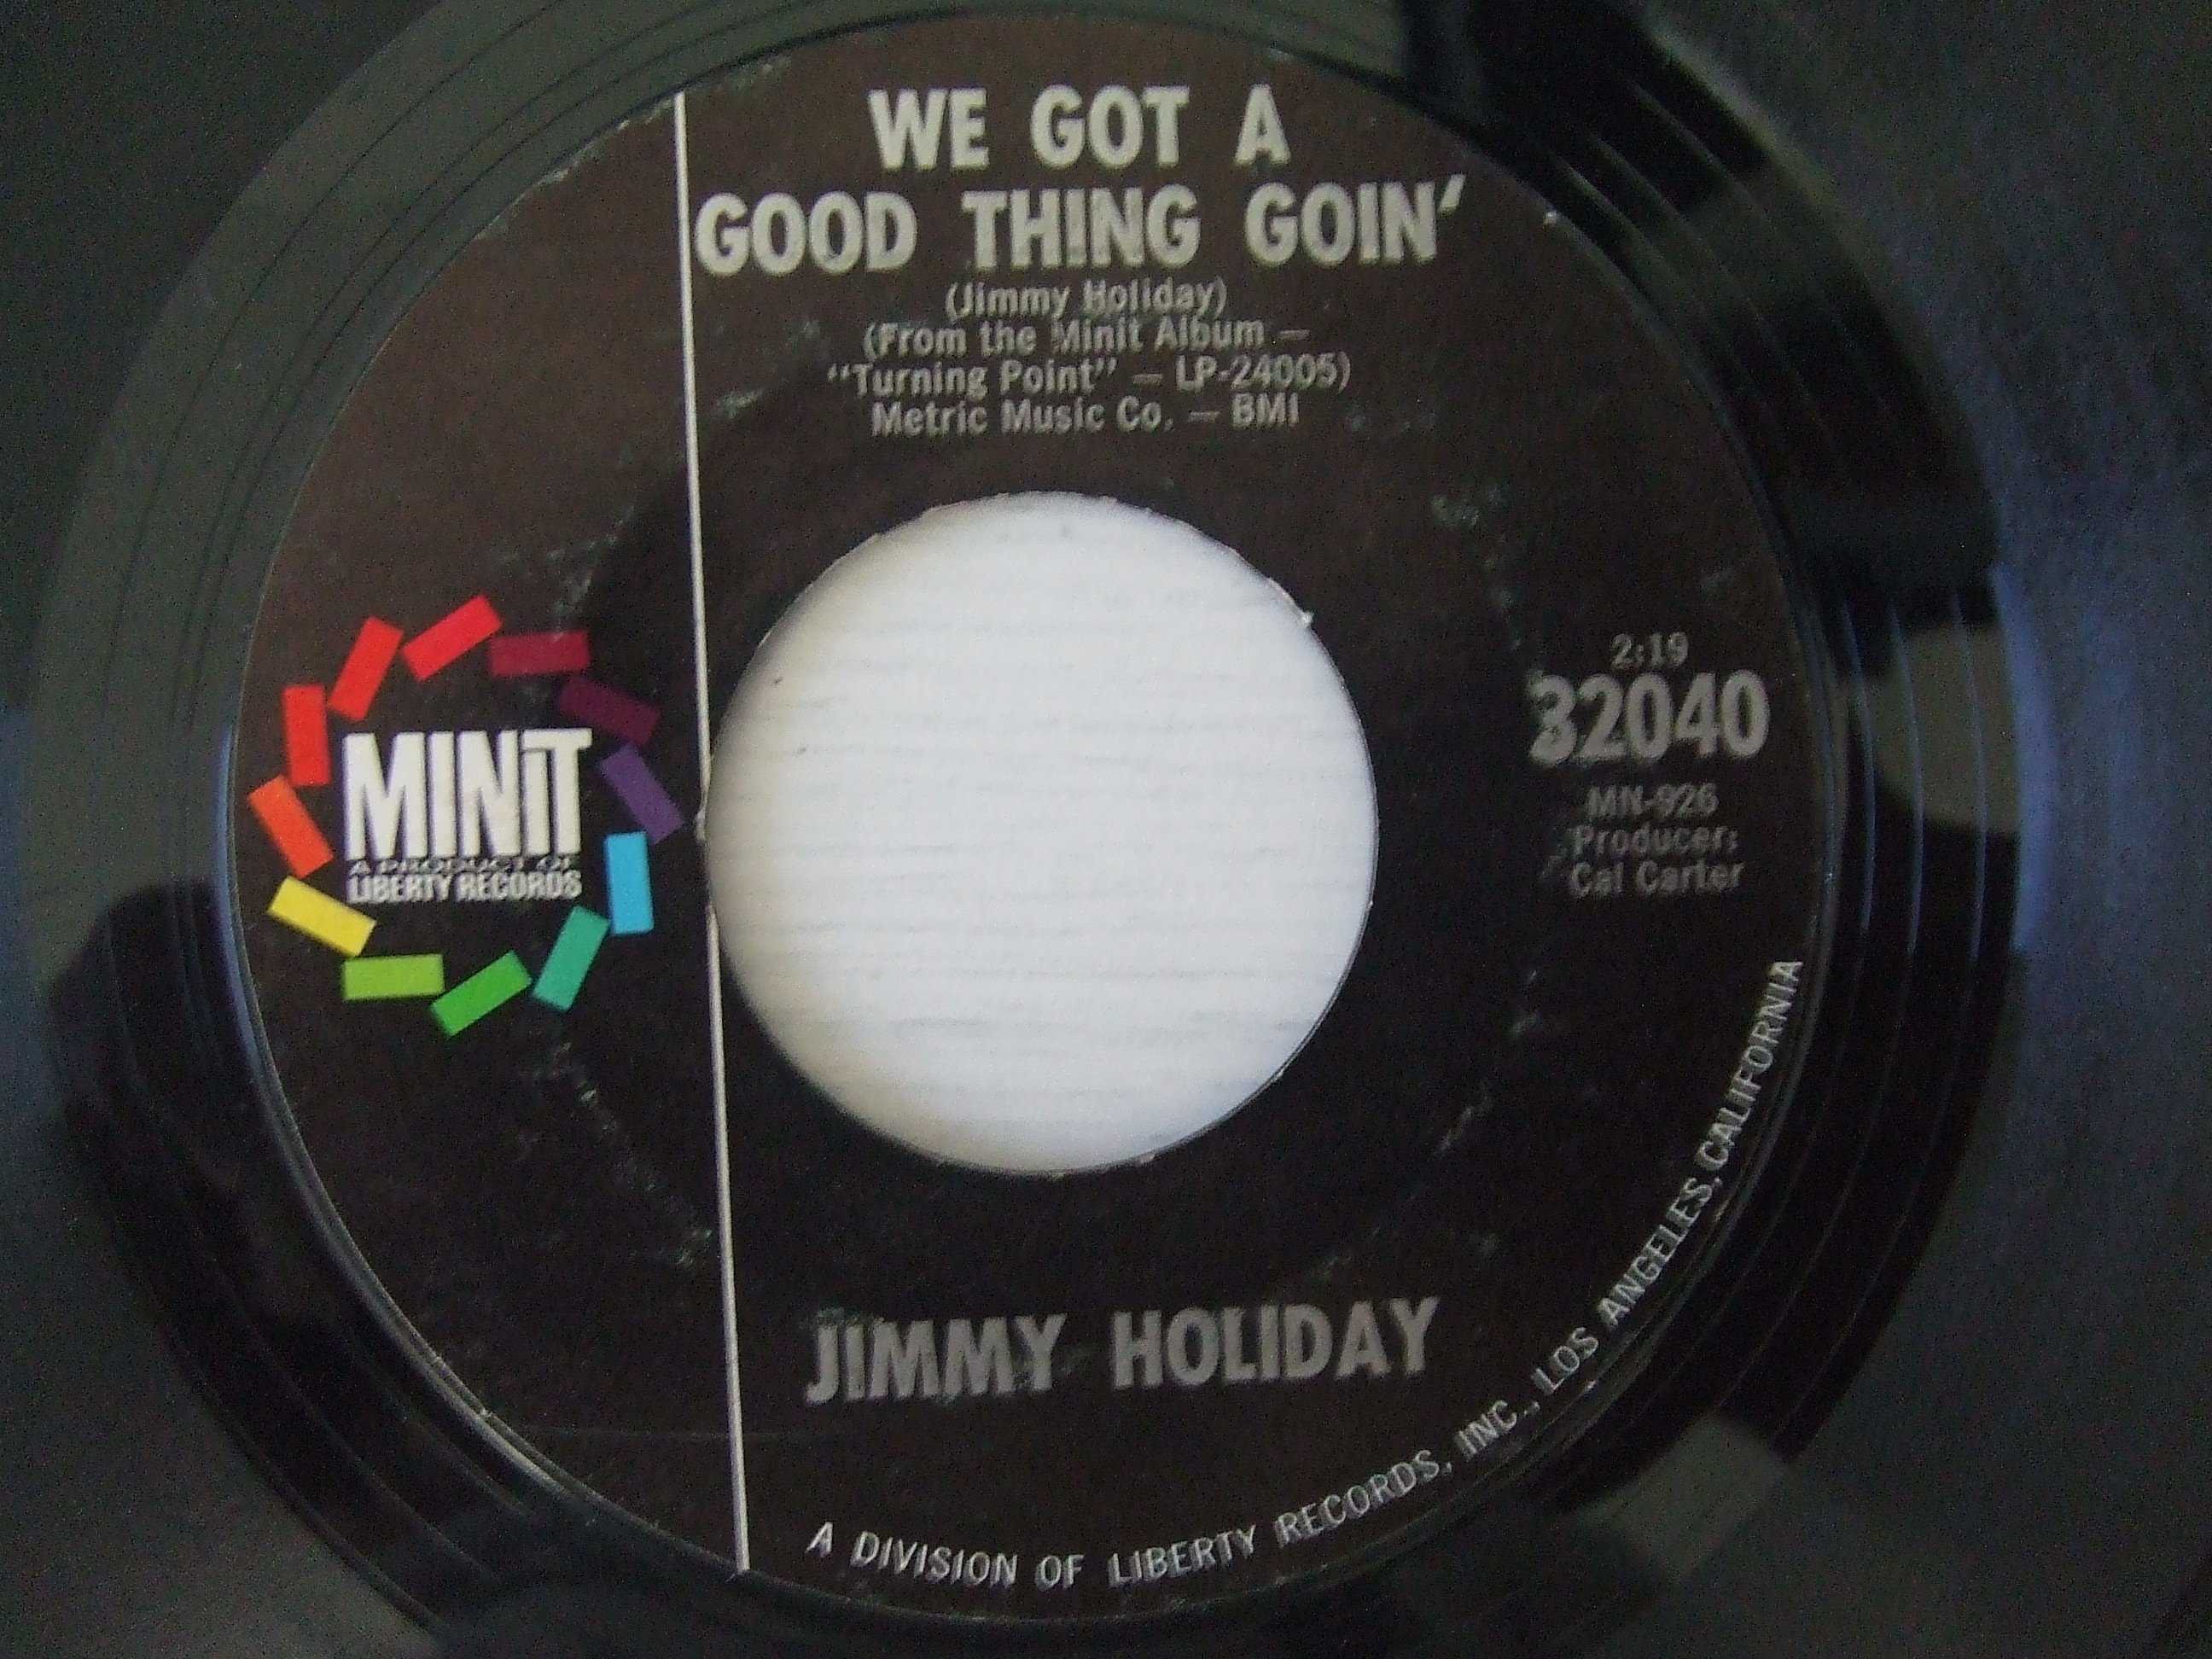 WE GOT A
GOOD THING GOIN'
(Jimmy Holiday)
(From the Minit Album —
"Turning Point" — LP-24005)
Metric Music Co. — BMI
MINiT
A PRODUCT OF
LIBERTY RECORDS
2:19
32040
MN-926
Producer:
Cal Carter
JIMMY HOLIDAY
A DIVISION OF LIBERTY RECORDS, INC., LOS ANGELES, CALIFORNIA